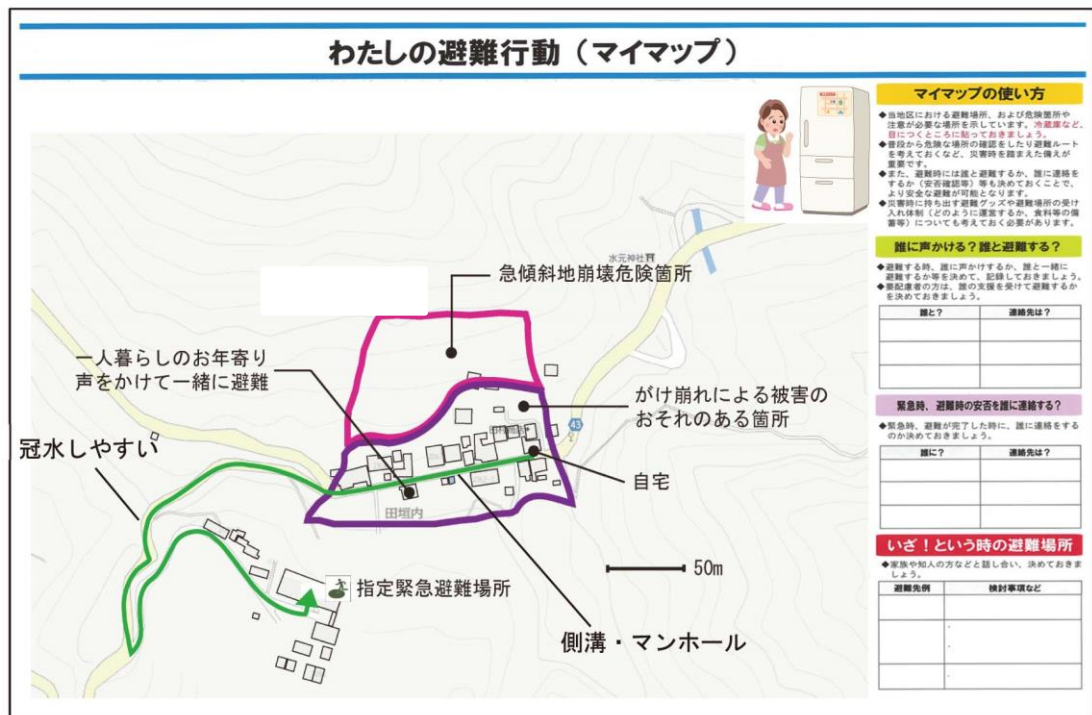 わたしの避難行動（マイマップ）
急傾斜地崩壊危険箇所
水元神社
一人暮らしのお年寄り
声をかけて一緒に避難
がけ崩れによる被害の
おそれのある箇所
43
冠水しやすい
自宅
田垣内
50m
指定緊急避難場所
側溝・マンホール
マイマップの使い方
◆当地区における避難場所、および危険箇所や
注意が必要な場所を示しています。冷蔵庫など、
目につくところに貼っておきましょう。
◆普段から危険な場所の確認をしたり避難ルート
を考えておくなど、災害時を踏まえた備えが
重要です。
◆また、避難時には誰と避難するか、誰に連絡を
するか（安否確認等）等も決めておくことで、
より安全な避難が可能となります。
◆災害時に持ち出す避難グッズや避難場所の受け
入れ体制（どのように運営するか、食料等の備
蓄等）についても考えておく必要があります。
誰に声かける？誰と避難する？
◆避難する時、誰に声かけするか、誰と一緒に
避難するか等を決めて、記録しておきましょう。
◆要配慮者の方は、誰の支援を受けて避難するか
を決めておきましょう。
誰と？ 連絡先は？
緊急時、避難時の安否を誰に連絡する？
◆緊急時、避難が完了した時に、誰に連絡をする
のか決めておきましょう。
誰に？ 連絡先は？
いざ！という時の避難場所
◆家族や知人の方などと話し合い、決めておきま
しょう。
避難先例 検討事項など